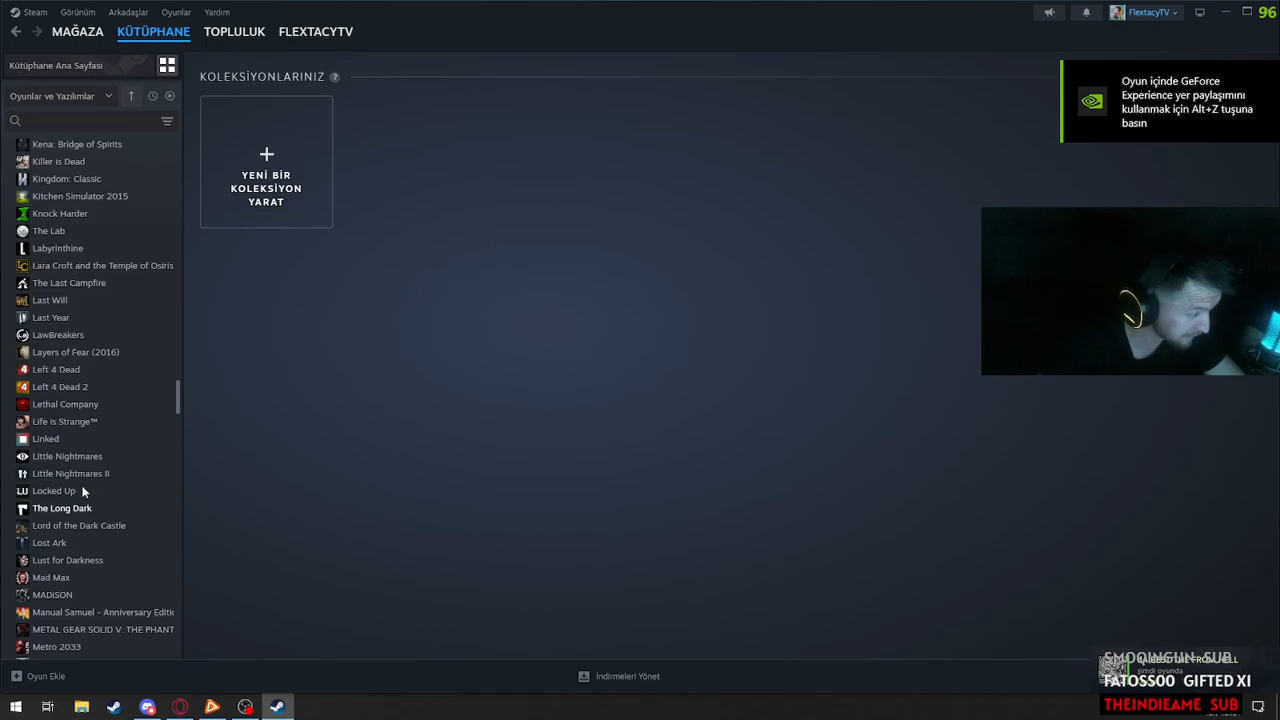 Steam Görünüm Arkadaşlar Oyunlar Yardım
FlextacyTV
96
MAĞAZA KÜTÜPHANE TOPLULUK FLEXTACYTV
Kütüphane Ana Sayfası
Oyunlar ve Yazılımlar
KOLEKSİYONLARINIZ ?
+
YENİ BİR
KOLEKSİYON
YARAT
Oyun içinde GeForce
Experience yer paylaşımını
kullanmak için Alt+Z tuşuna
basın
Kena: Bridge of Spirits
Killer is Dead
Kingdom: Classic
Kitchen Simulator 2015
Knock Harder
The Lab
Labyrinthine
Lara Croft and the Temple of Osiris
The Last Campfire
Last Will
Last Year
LawBreakers
Layers of Fear (2016)
Left 4 Dead
Left 4 Dead 2
Lethal Company
Life is Strange™
Linked
Little Nightmares
Little Nightmares II
Locked Up
The Long Dark
Lord of the Dark Castle
Lost Ark
Lust for Darkness
Mad Max
MADiSON
Manual Samuel - Anniversary Editio
METAL GEAR SOLID V: THE PHANT
Metro 2033
Oyun Ekle
İndirmeleri Yönet
SMOQINGUN SUB
şimdi oyunda
FATOSS00 GIFTED X1
THEINDIEAME SUB